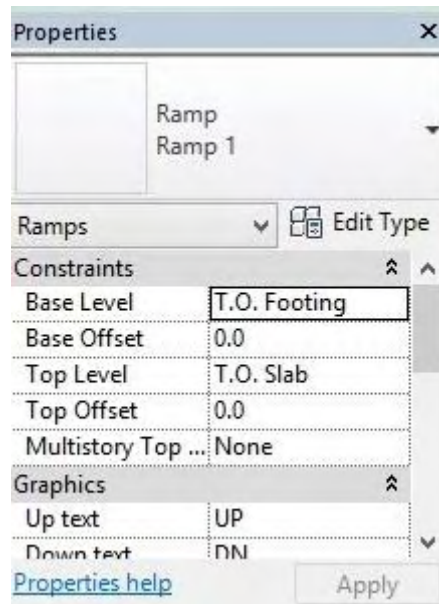 Properties ×
Ramp
Ramp 1
Ramps Edit Type
Constraints
Base Level T.O. Footing
Base Offset 0.0
Top Level T.O. Slab
Top Offset 0.0
Multistory Top ... None
Graphics
Up text UP
Down text DN
Properties help Apply